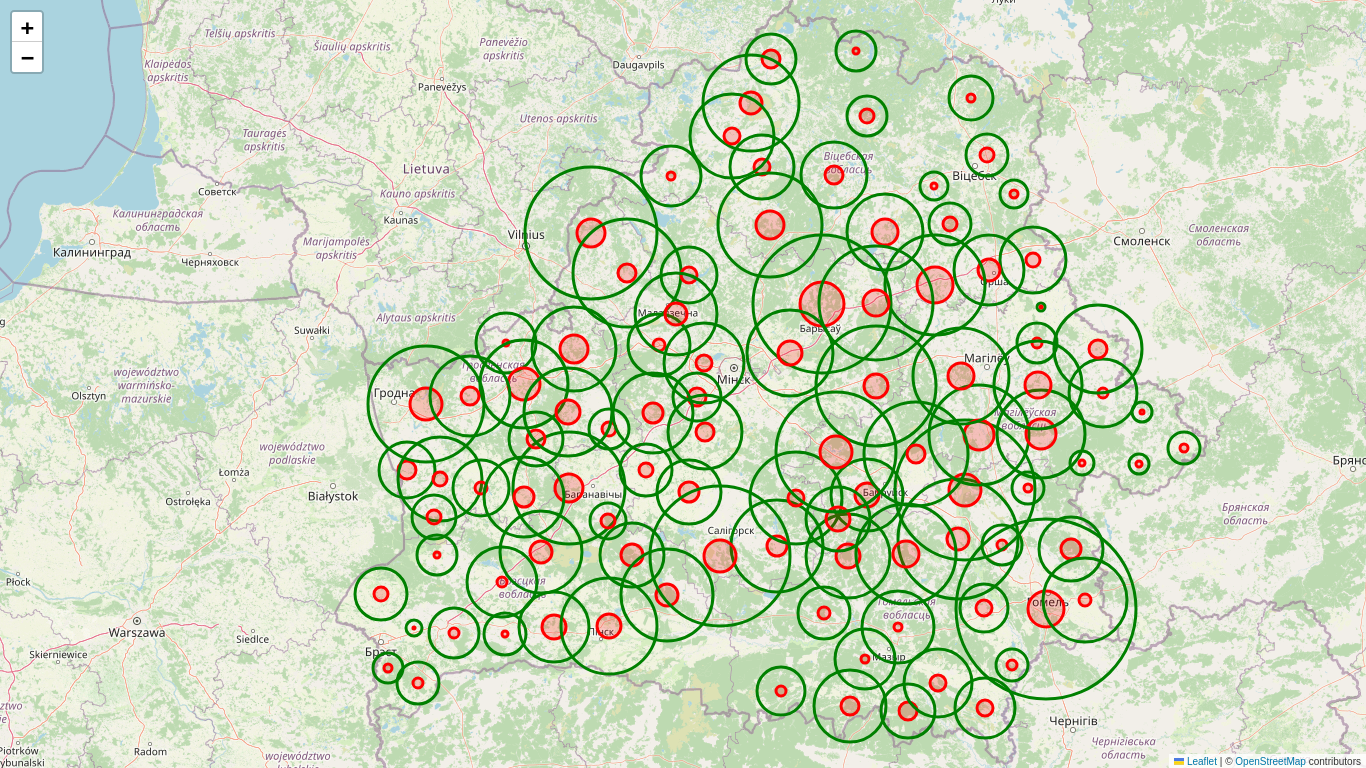 +
−
Луки
Telšių apskritis
Šiaulių apskritis
Panevėžio
apskritis
Daugavpils
Klaipėdos
apskritis
Panevėžys
Utenos apskritis
Tauragės
apskritis
Lietuva
Віцебская
вобласць
Віцебск
Советск
Kauno apskritis
Калининградская
область
Kaunas
Vilnius
Marijampolės
apskritis
Калининград
Черняховск
Смоленск
Смоленская
область
Орша
Alytaus apskritis
Маладзечна
Барысаў
Suwałki
Гродзенская
вобласць
Магілёў
Мінск
województwo
warmińsko-
mazurskie
Olsztyn
Гродна
Магілёўская
вобласць
województwo
podlaskie
Łomża
Брянс
Białystok
Ostrołęka
Баранавічы
Бабруйск
Брянская
область
Салігорск
Płock
Брэсцкая
вобласць
Гомельская
вобласць
Гомель
Warszawa
Siedlce
Пінск
Skierniewice
Брэст
Мазыр
Чернігів
Чернігівська
область
Piotrków
rybunalski
Radom
województwo
lubelskie
Leaflet | © OpenStreetMap contributors